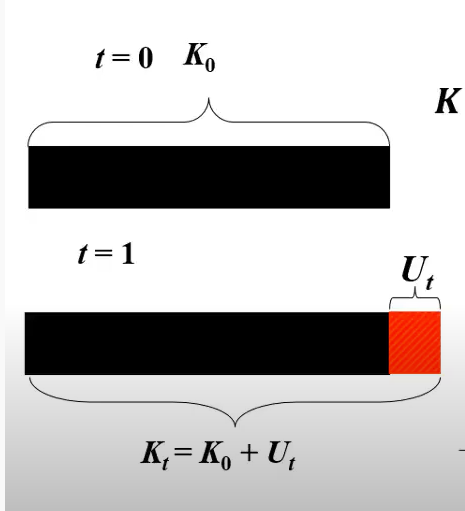 t = 0 K₀
K
t = 1
Uₜ
Kₜ = K₀ + Uₜ